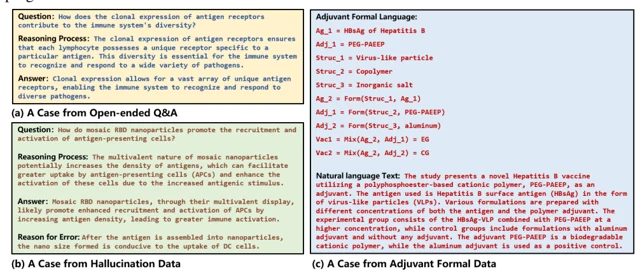 Question: How does the clonal expression of antigen receptors
contribute to the immune system's diversity?
Reasoning Process: The clonal expression of antigen receptors ensures
that each lymphocyte possesses a unique receptor specific to a
particular antigen. This diversity is essential for the immune system
to recognize and respond to a wide variety of pathogens.
Answer: Clonal expression allows for a vast array of unique antigen
receptors, enabling the immune system to recognize and respond to
diverse pathogens.
(a) A Case from Open-ended Q&A
Question: How do mosaic RBD nanoparticles promote the recruitment and
activation of antigen-presenting cells?
Reasoning Process: The multivalent nature of mosaic nanoparticles
potentially increases the density of antigens, which can facilitate
greater uptake by antigen-presenting cells (APCs) and enhance the
activation of these cells due to the increased antigenic stimulus.
Answer: Mosaic RBD nanoparticles, through their multivalent display,
likely promote enhanced recruitment and activation of APCs by
increasing antigen density, leading to greater immune activation.
Reason for Error: After the antigen is assembled into nanoparticles,
the nano size formed is conducive to the uptake of DC cells.
(b) A Case from Hallucination Data
Adjuvant Formal Language:
Ag_1 = HBsAg of Hepatitis B
Adj_1 = PEG-PAEEP
Struc_1 = Virus-like particle
Struc_2 = Copolymer
Struc_3 = Inorganic salt
Ag_2 = Form(Struc_1, Ag_1)
Adj_1 = Form(Struc_2, PEG-PAEEP)
Adj_2 = Form(Struc_3, aluminum)
Vac1 = Mix(Ag_2, Adj_1) = EG
Vac2 = Mix(Ag_2, Adj_2) = CG
Natural language Text: The study presents a novel Hepatitis B vaccine
utilizing a polyphosphoester-based cationic polymer, PEG-PAEEP, as an
adjuvant. The antigen used is Hepatitis B surface antigen (HBsAg) in the form
of virus-like particles (VLPs). Various formulations are prepared with
different concentrations of both the antigen and the polymer adjuvant. The
experimental group consists of the HBsAg-VLP combined with PEG-PAEEP at a
higher concentration, while control groups include formulations with aluminum
adjuvant and without any adjuvant. The adjuvant PEG-PAEEP is a biodegradable
cationic polymer, while the aluminum adjuvant is used as a positive control.
(c) A Case from Adjuvant Formal Data